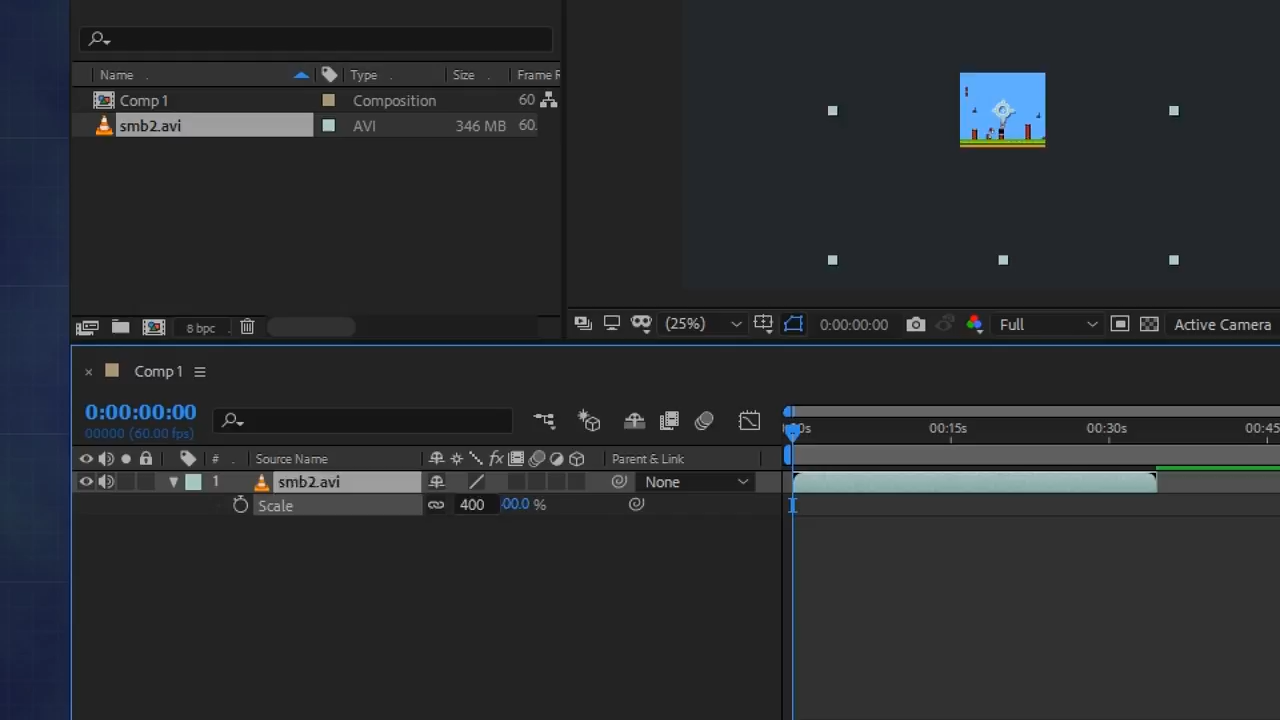 Name Type Size Frame R
Comp 1 Composition 60
smb2.avi AVI 346 MB 60.
8 bpc (25%) 0:00:00:00 Full Active Camera
× Comp 1
0:00:00:00
00000 (60.00 fps) 00s 00:15s 00:30s 00:45
# Source Name fx Parent & Link
1 smb2.avi None
Scale 400 00.0 %